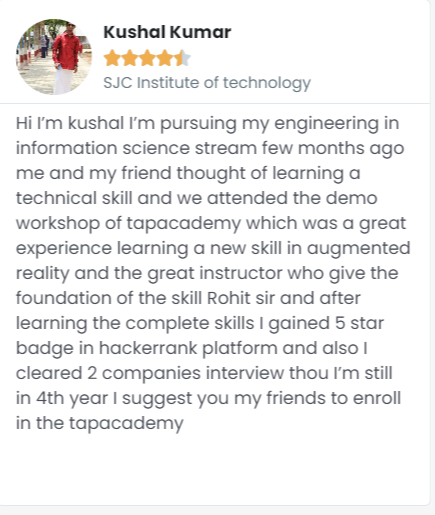 Kushal Kumar
SJC Institute of technology
Hi I'm kushal I'm pursuing my engineering in
information science stream few months ago
me and my friend thought of learning a
technical skill and we attended the demo
workshop of tapacademy which was a great
experience learning a new skill in augmented
reality and the great instructor who give the
foundation of the skill Rohit sir and after
learning the complete skills I gained 5 star
badge in hackerrank platform and also I
cleared 2 companies interview thou I'm still
in 4th year I suggest you my friends to enroll
in the tapacademy